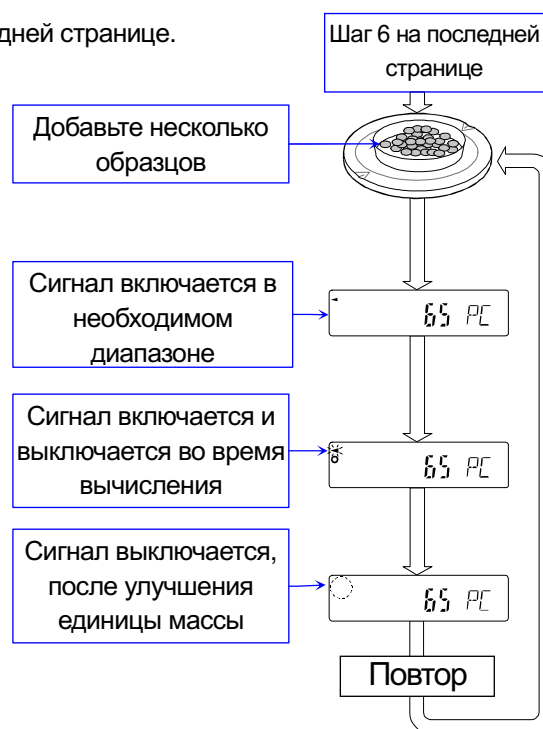 дней странице.
Шаг 6 на последней
странице
Добавьте несколько
образцов
Сигнал включается в
необходимом
диапазоне
65 PC
Сигнал включается и
выключается во время
вычисления
65 PC
Сигнал выключается,
после улучшения
единицы массы
65 PC
Повтор